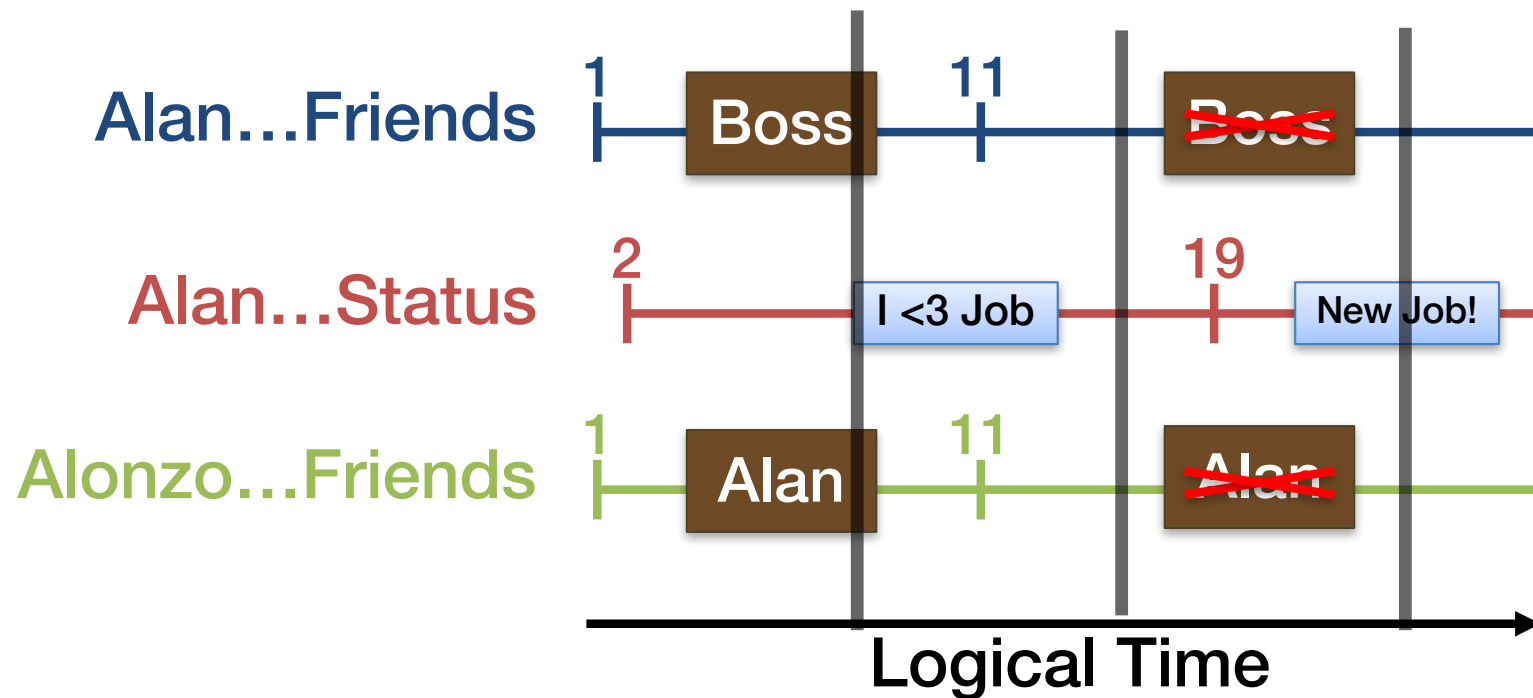 1 11
Alan…Friends Boss Boss
2 19
Alan…Status I <3 Job New Job!
1 11
Alonzo…Friends Alan Alan
Logical Time